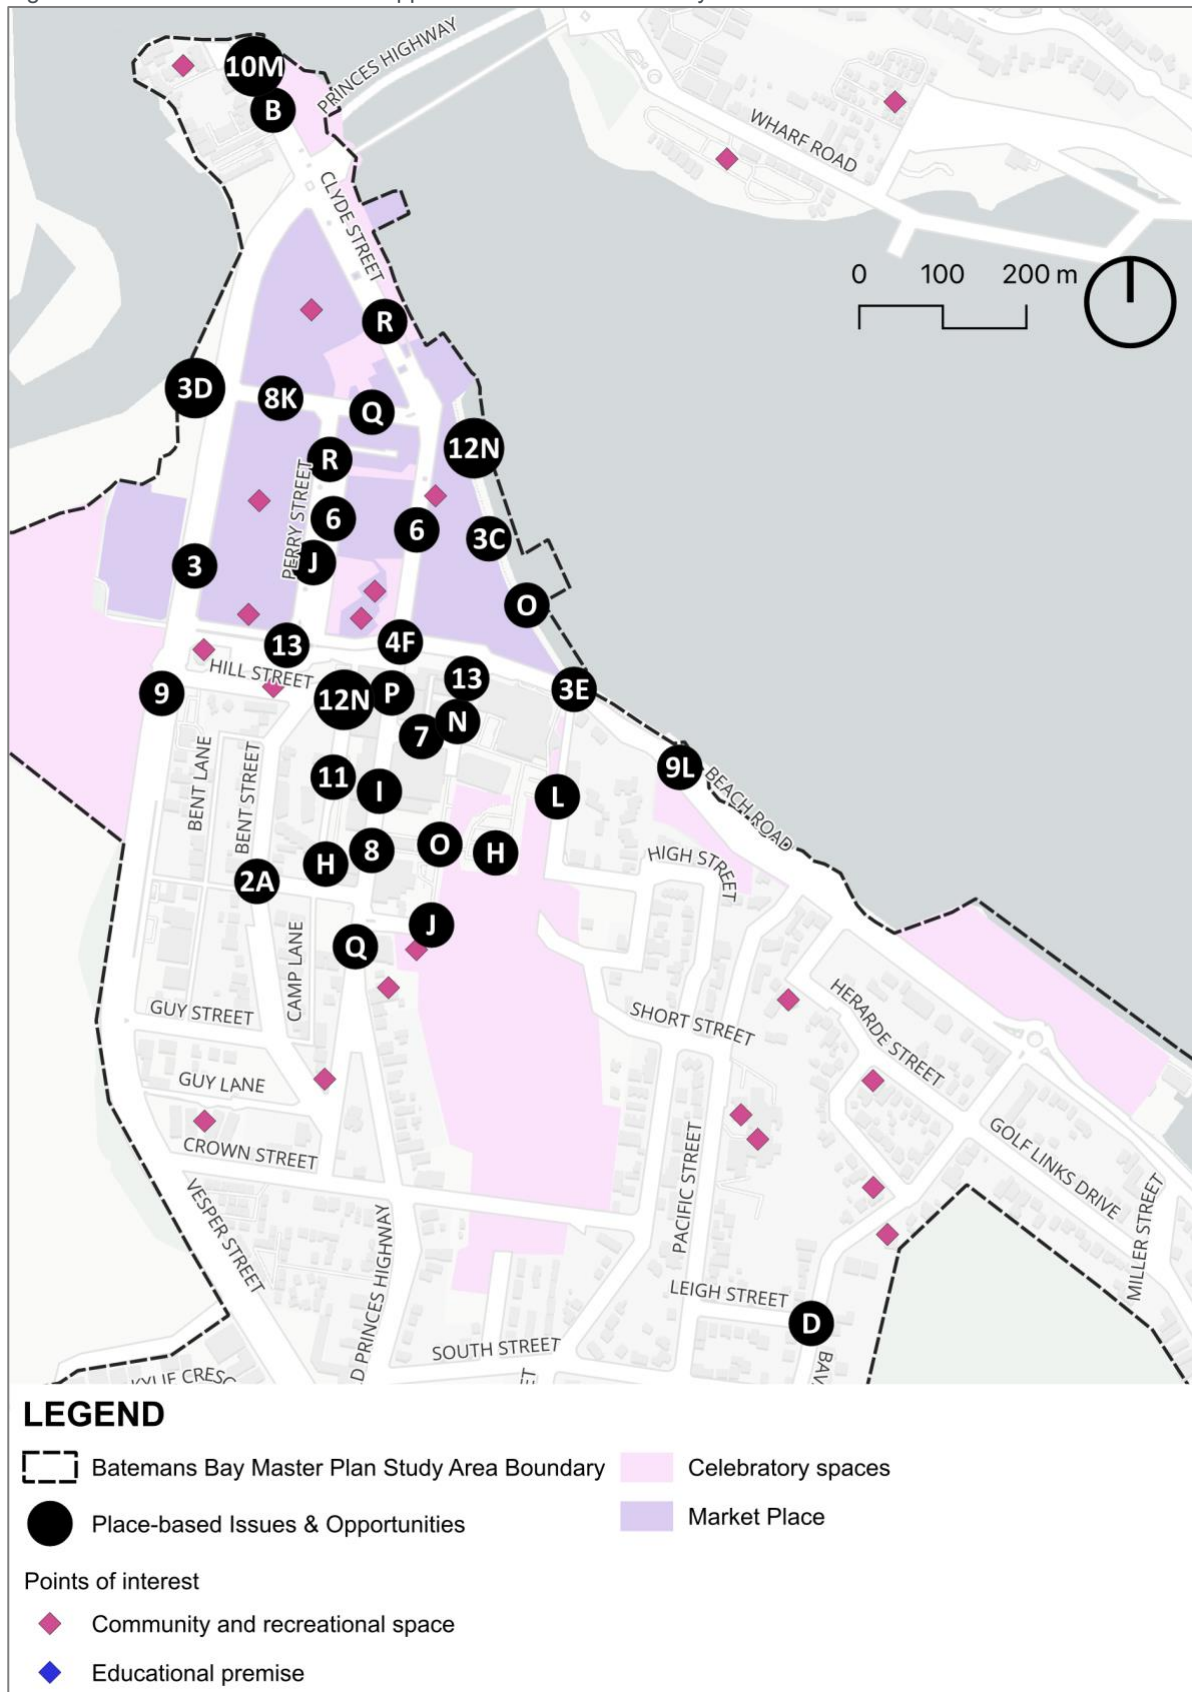 10M
B
PRINCES HIGHWAY
WHARF ROAD
CLYDE STREET
0 100 200 m
R
3D
8K
Q
12N
R
PERRY STREET
6
6
3C
3
J
O
13
4F
HILL STREET
9
12N
P
13
3E
7
N
9L
BEACH ROAD
BENT LANE
BENT STREET
11
I
L
H
8
O
H
HIGH STREET
2A
J
Q
CAMP LANE
GUY STREET
SHORT STREET
HERARDE STREET
GUY LANE
CROWN STREET
GOLF LINKS DRIVE
VESPER STREET
PACIFIC STREET
MILLER STREET
D PRINCES HIGHWAY
LEIGH STREET
D
SOUTH STREET
BAV
ET
KYLIE CRESC
LEGEND
Batemans Bay Master Plan Study Area Boundary
Celebratory spaces
Place-based Issues & Opportunities
Market Place
Points of interest
Community and recreational space
Educational premise